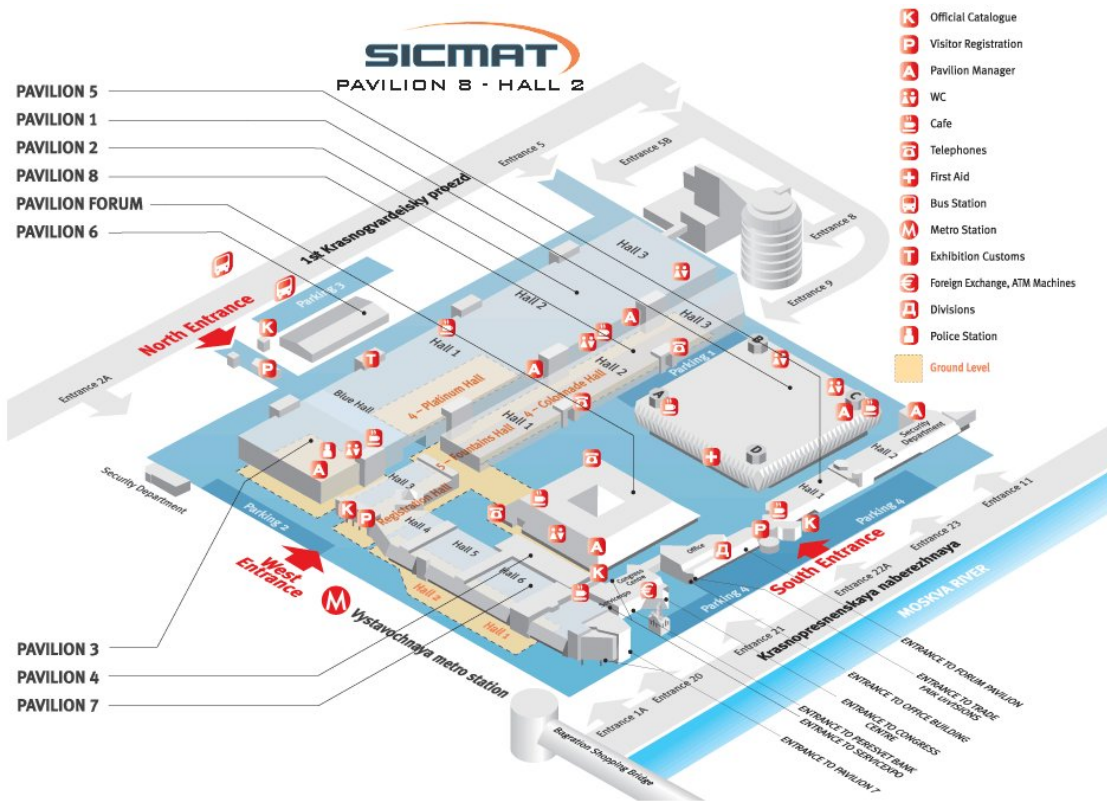 SICMAT
PAVILION 8 - HALL 2
PAVILION 5
PAVILION 1
PAVILION 2
PAVILION 8
PAVILION FORUM
PAVILION 6
K Official Catalogue
P Visitor Registration
A Pavilion Manager
WC
Cafe
Telephones
First Aid
Bus Station
M Metro Station
T Exhibition Customs
€ Foreign Exchange, ATM Machines
Д Divisions
Police Station
Ground Level
Entrance 5
Entrance 5B
Entrance 8
Entrance 9
1st Krasnogvardeisky proezd
North Entrance
Entrance 2A
Parking 3
K
P
T
Hall 3
Hall 2
Hall 1
Blue Hall
4 – Platinum Hall
A
A
Hall 3
Hall 2
Hall 1
4 – Colonnade Hall
Fountains Hall
Parking 1
A
B
C
D
A
A
Security Department
Hall 2
Hall 1
Security Department
Parking 2
A
5
Hall 3
Registration Hall
K
P
Hall 4
Hall 5
Hall 6
Hall 2
Hall 1
A
K
Congress Centre
Servicexpo
€
Office
Д
P
K
Parking 4
Parking 4
South Entrance
West Entrance
M
Vystavochnaya metro station
Entrance 11
Entrance 23
Entrance 22A
Entrance 21
Entrance 20
Entrance 1A
Krasnopresnenskaya naberezhnaya
MOSKVA RIVER
Bagration Shopping Bridge
PAVILION 3
PAVILION 4
PAVILION 7
ENTRANCE TO FORUM PAVILION
ENTRANCE TO TRADE
FAIR DIVISIONS
ENTRANCE TO OFFICE BUILDING
ENTRANCE TO CONGRESS
CENTRE
ENTRANCE TO PERESVET BANK
ENTRANCE TO SERVICEXPO
ENTRANCE TO PAVILION 7